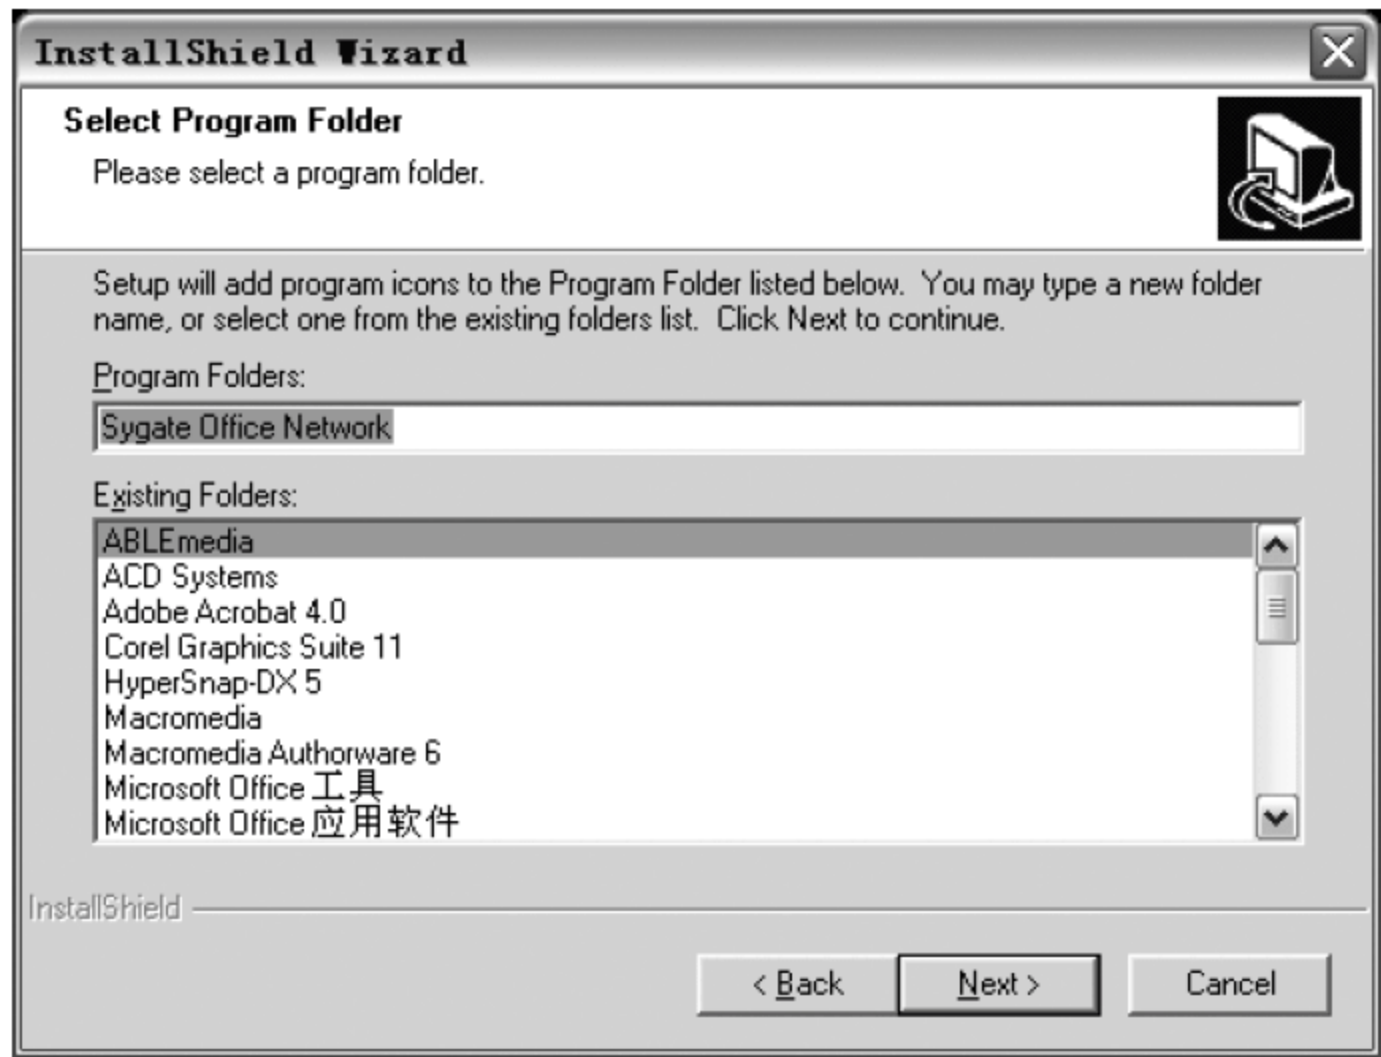 InstallShield Wizard
Select Program Folder
Please select a program folder.
Setup will add program icons to the Program Folder listed below.  You may type a new folder
name, or select one from the existing folders list.  Click Next to continue.
Program Folders:
Sygate Office Network
Existing Folders:
ABLEmedia
ACD Systems
Adobe Acrobat 4.0
Corel Graphics Suite 11
HyperSnap-DX 5
Macromedia
Macromedia Authorware 6
Microsoft Office 工具
Microsoft Office 应用软件
InstallShield
< Back
Next >
Cancel